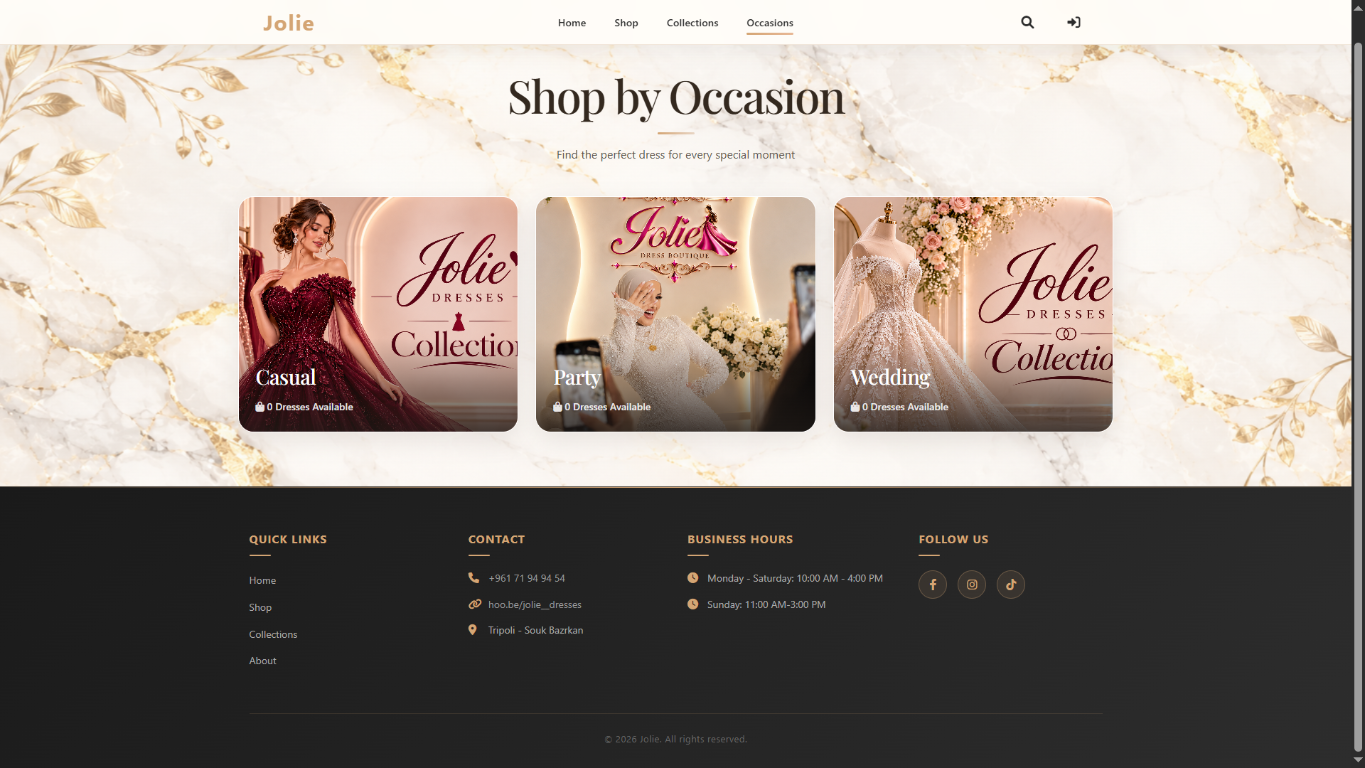 Jolie
Home
Shop
Collections
Occasions
Shop by Occasion
Find the perfect dress for every special moment
Jolie
DRESSES
Collection
Casual
0 Dresses Available
Jolie
DRESS BOUTIQUE
Party
0 Dresses Available
Jolie
DRESSES
Collectio
Wedding
0 Dresses Available
QUICK LINKS
Home
Shop
Collections
About
CONTACT
+961 71 94 94 54
hoo.be/jolie__dresses
Tripoli - Souk Bazrkan
BUSINESS HOURS
Monday - Saturday: 10:00 AM - 4:00 PM
Sunday: 11:00 AM-3:00 PM
FOLLOW US
© 2026 Jolie. All rights reserved.